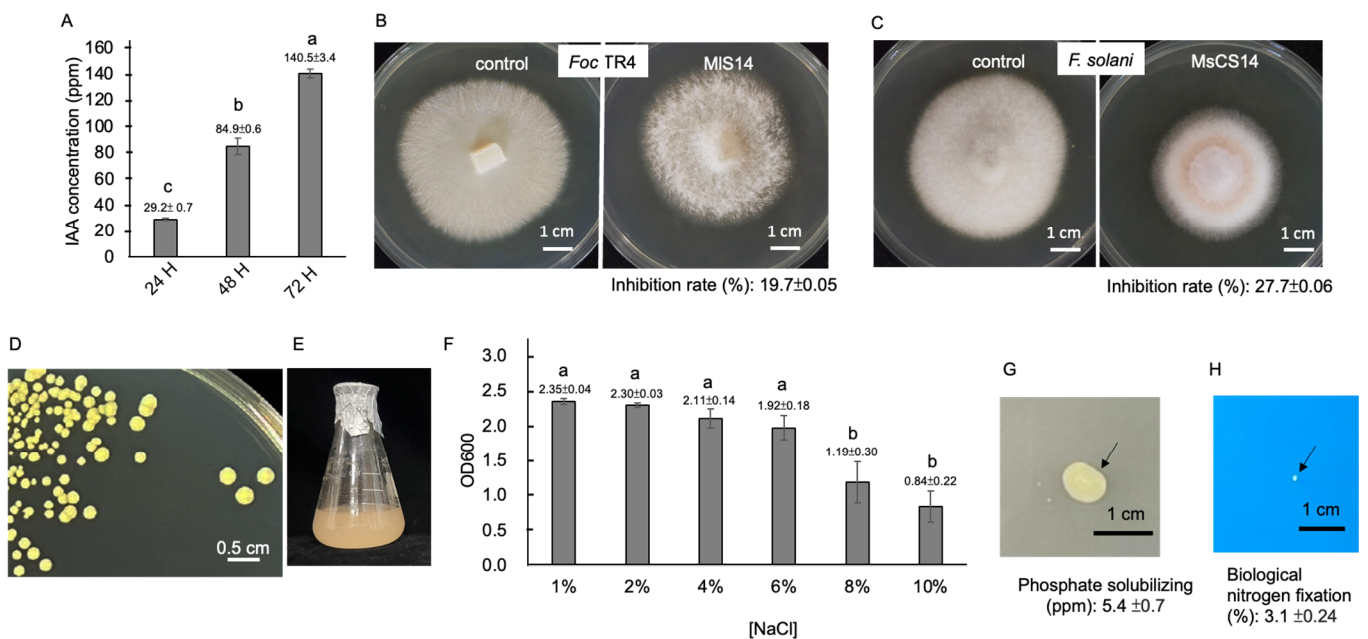 A
IAA concentration (ppm)
160
140
120
100
80
60
40
20
0
c
29.2± 0.7
b
84.9±0.6
a
140.5±3.4
24 H
48 H
72 H
B
control
Foc TR4
MIS14
1 cm
1 cm
Inhibition rate (%): 19.7±0.05
C
control
F. solani
MsCS14
1 cm
1 cm
Inhibition rate (%): 27.7±0.06
D
0.5 cm
E
F
OD600
3.0
2.5
2.0
1.5
1.0
0.5
0.0
a
2.35±0.04
a
2.30±0.03
a
2.11±0.14
a
1.92±0.18
b
1.19±0.30
b
0.84±0.22
1%
2%
4%
6%
8%
10%
[NaCl]
G
1 cm
Phosphate solubilizing
(ppm): 5.4 ±0.7
H
1 cm
Biological
nitrogen fixation
(%): 3.1 ±0.24